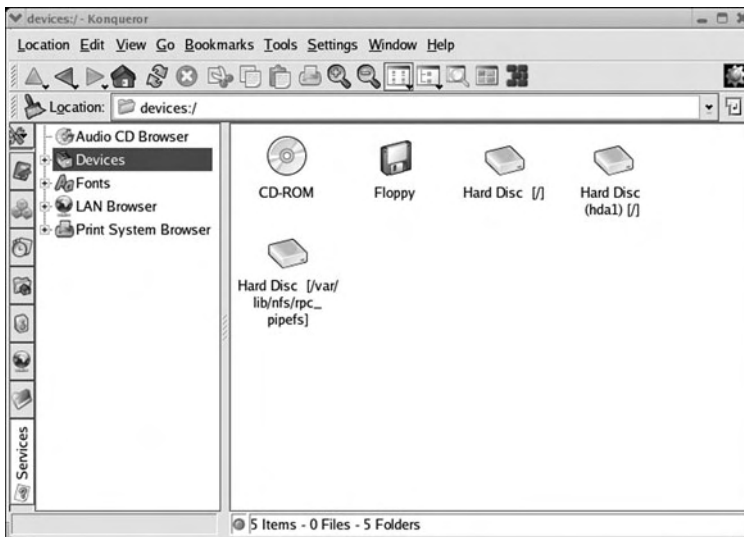 devices:/ - Konqueror
Location Edit View Go Bookmarks Tools Settings Window Help
Location: devices:/
Audio CD Browser
Devices
Fonts
LAN Browser
Print System Browser
Services
CD-ROM
Floppy
Hard Disc [/]
Hard Disc
(hda1) [/]
Hard Disc [/var/
lib/nfs/rpc_
pipefs]
5 Items - 0 Files - 5 Folders